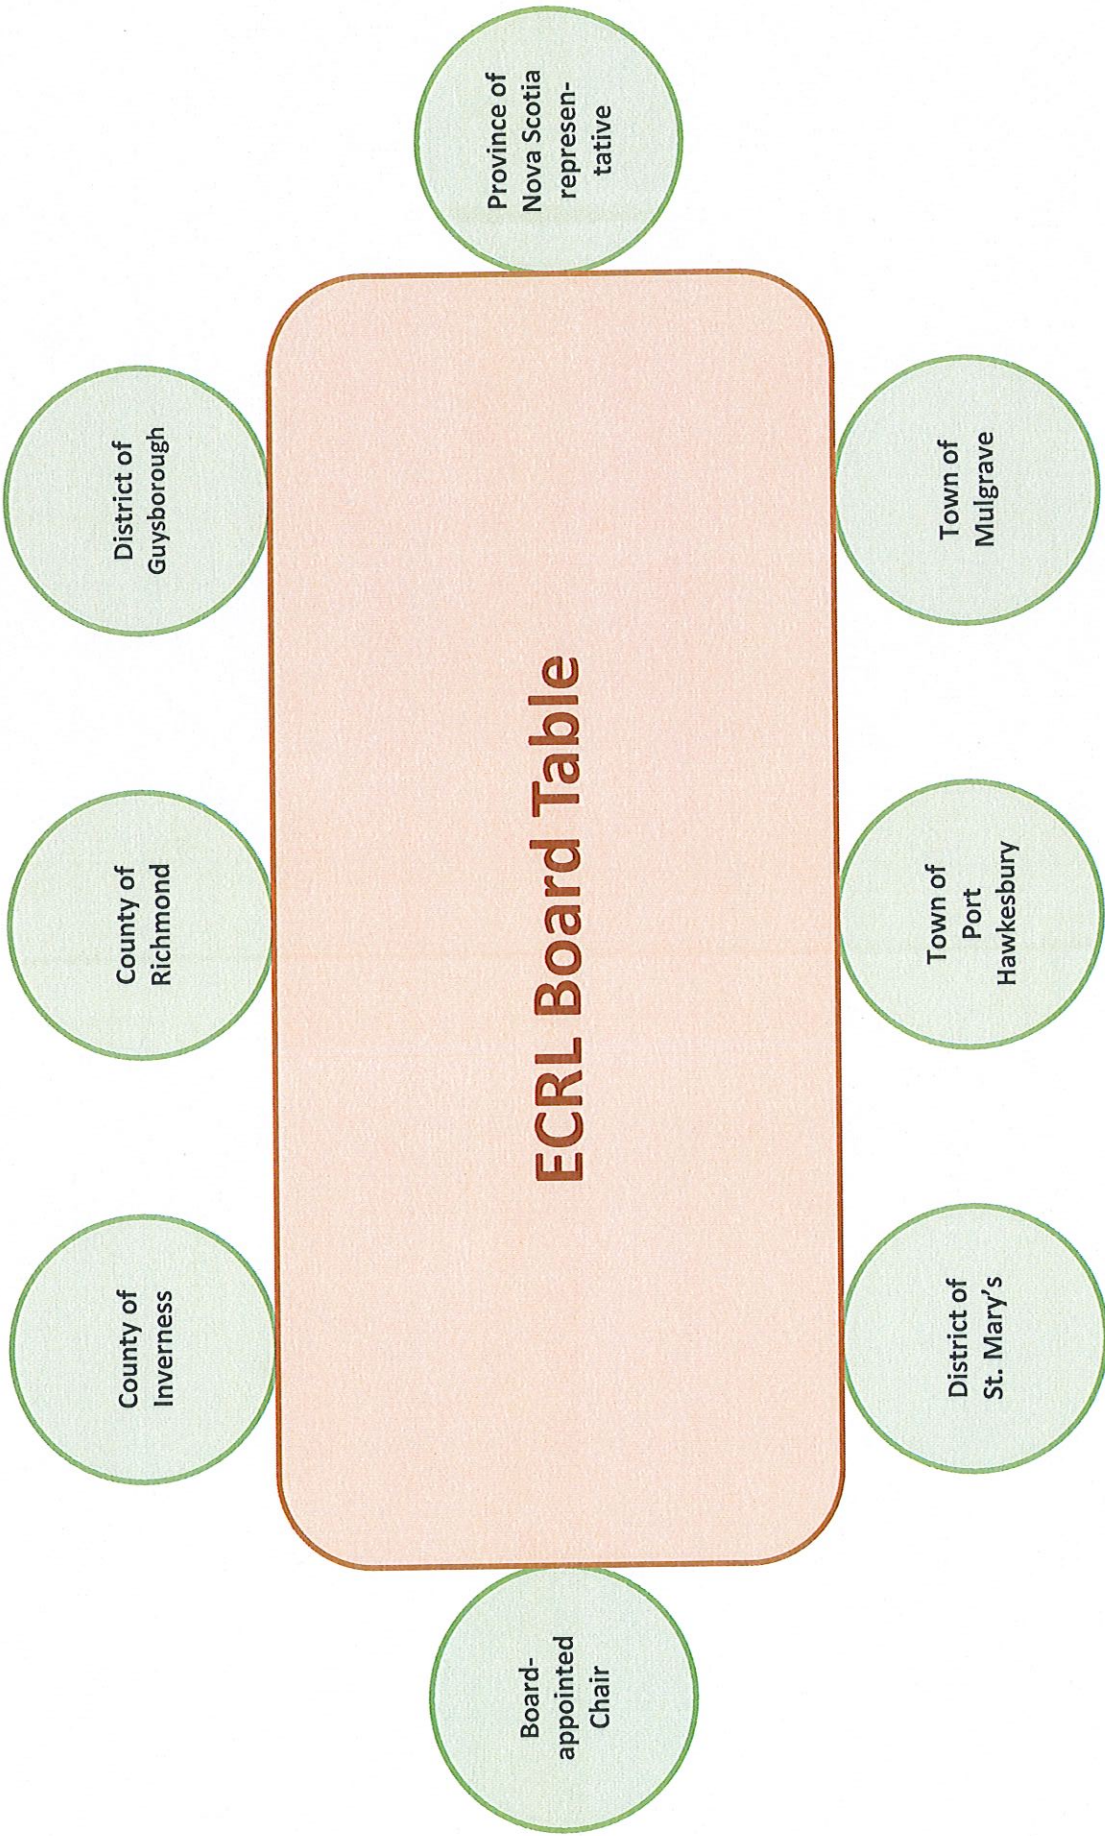 County of
Inverness
County of
Richmond
District of
Guysborough
Board-
appointed
Chair
ECRL Board Table
Province of
Nova Scotia
represen-
tative
District of
St. Mary's
Town of
Port
Hawkesbury
Town of
Mulgrave